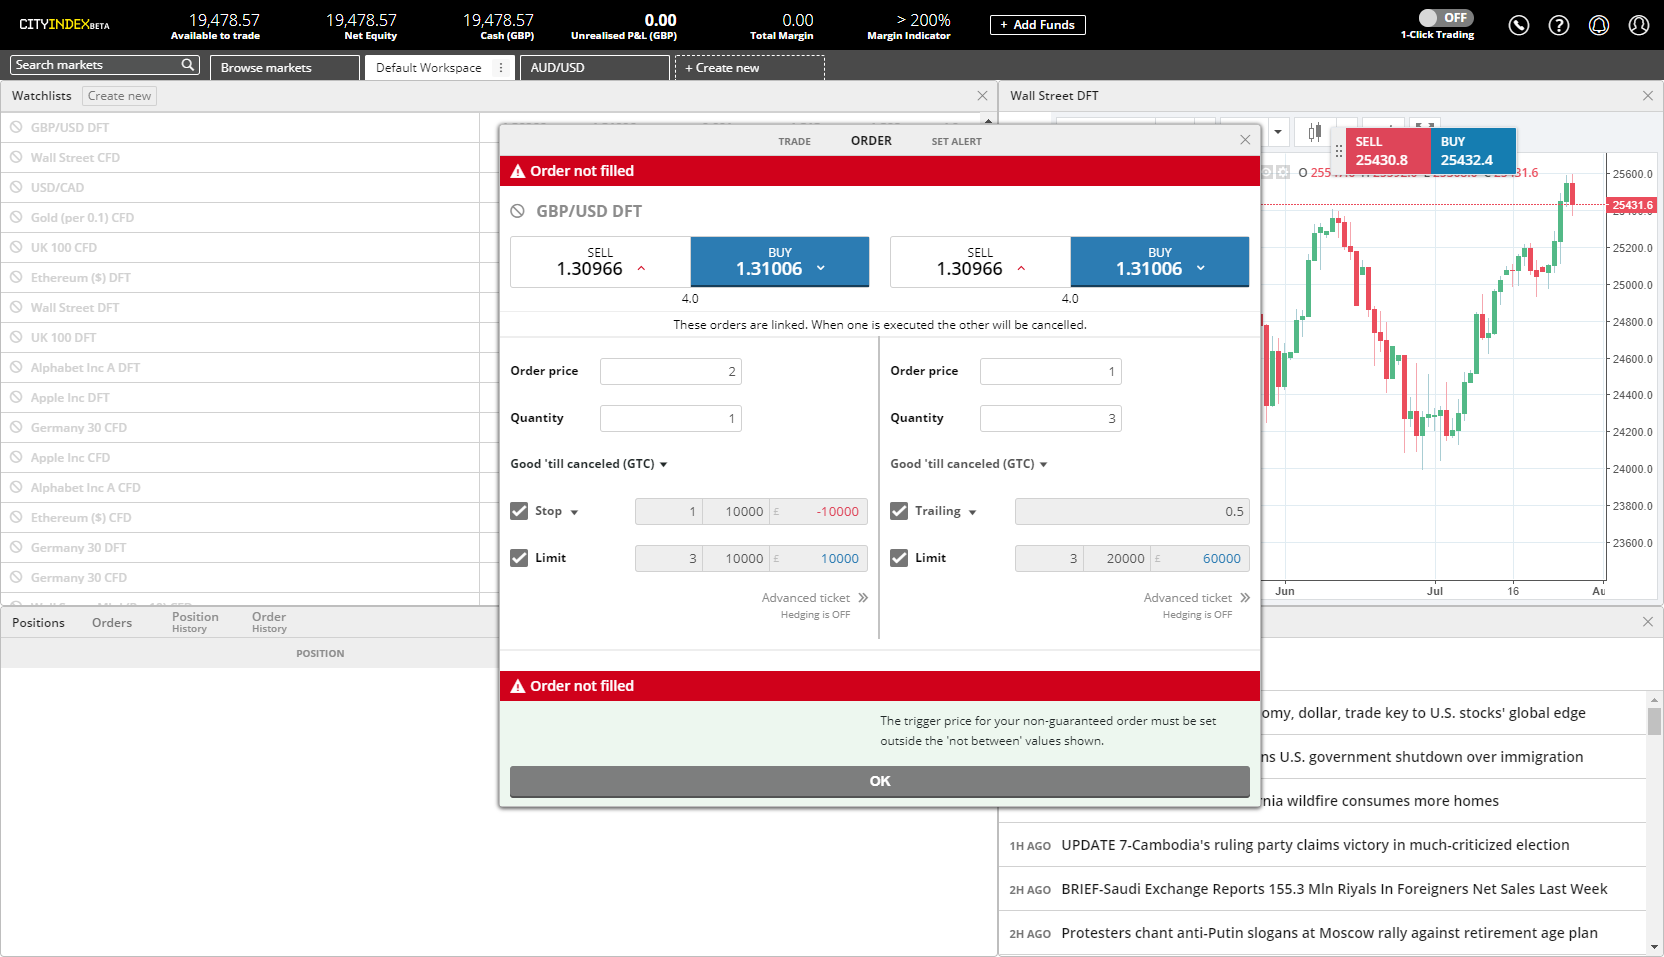 CITYINDEX BETA
19,478.57
Available to trade
19,478.57
Net Equity
19,478.57
Cash (GBP)
0.00
Unrealised P&L (GBP)
0.00
Total Margin
> 200%
Margin Indicator
+ Add Funds
OFF
1-Click Trading
Search markets
Browse markets
Default Workspace
AUD/USD
+ Create new
Watchlists
Create new
GBP/USD DFT
Wall Street CFD
USD/CAD
Gold (per 0.1) CFD
UK 100 CFD
Ethereum ($) DFT
Wall Street DFT
UK 100 DFT
Alphabet Inc A DFT
Apple Inc DFT
Germany 30 CFD
Apple Inc CFD
Alphabet Inc A CFD
Ethereum ($) CFD
Germany 30 DFT
Germany 30 CFD
TRADE
ORDER
SET ALERT
Order not filled
GBP/USD DFT
SELL
1.30966
BUY
1.31006
4.0
SELL
1.30966
BUY
1.31006
4.0
These orders are linked. When one is executed the other will be cancelled.
Order price
2
Quantity
1
Good 'till canceled (GTC)
Stop
1 10000 £ -10000
Limit
3 10000 £ 10000
Advanced ticket
Hedging is OFF
Order price
1
Quantity
3
Good 'till canceled (GTC)
Trailing
0.5
Limit
3 20000 £ 60000
Advanced ticket
Hedging is OFF
Order not filled
The trigger price for your non-guaranteed order must be set
outside the 'not between' values shown.
OK
Wall Street DFT
SELL
25430.8
BUY
25432.4
O
25600.0
25431.6
25200.0
25000.0
24800.0
24600.0
24400.0
24200.0
24000.0
23800.0
23600.0
Jun
Jul
16
Au
Positions
Orders
Position
History
Order
History
POSITION
omy, dollar, trade key to U.S. stocks' global edge
ns U.S. government shutdown over immigration
nia wildfire consumes more homes
1H AGO UPDATE 7-Cambodia's ruling party claims victory in much-criticized election
2H AGO BRIEF-Saudi Exchange Reports 155.3 Mln Riyals In Foreigners Net Sales Last Week
2H AGO Protesters chant anti-Putin slogans at Moscow rally against retirement age plan